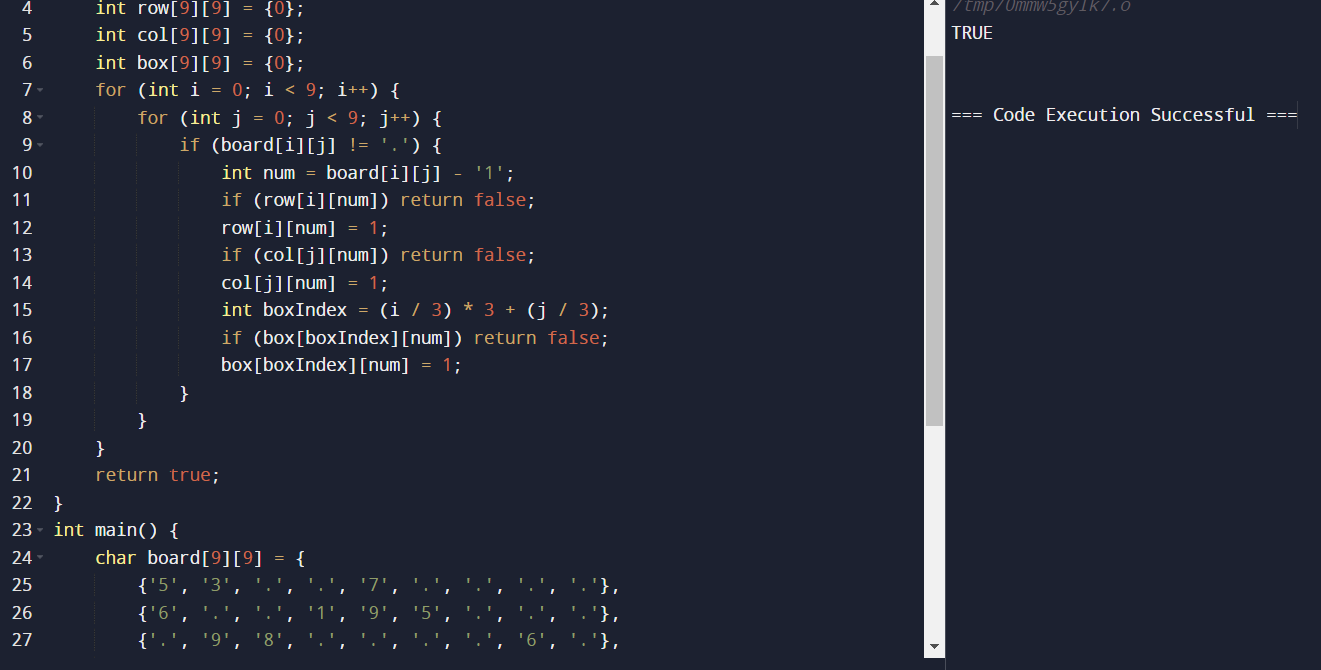 4 int row[9][9] = {0};
5 int col[9][9] = {0};
6 int box[9][9] = {0};
7 for (int i = 0; i < 9; i++) {
8 for (int j = 0; j < 9; j++) {
9 if (board[i][j] != '.') {
10 int num = board[i][j] - '1';
11 if (row[i][num]) return false;
12 row[i][num] = 1;
13 if (col[j][num]) return false;
14 col[j][num] = 1;
15 int boxIndex = (i / 3) * 3 + (j / 3);
16 if (box[boxIndex][num]) return false;
17 box[boxIndex][num] = 1;
18 }
19 }
20 }
21 return true;
22 }
23 int main() {
24 char board[9][9] = {
25 {'5', '3', '.', '.', '7', '.', '.', '.', '.'},
26 {'6', '.', '.', '1', '9', '5', '.', '.', '.'},
27 {'.', '9', '8', '.', '.', '.', '.', '6', '.'},
TRUE
=== Code Execution Successful ===